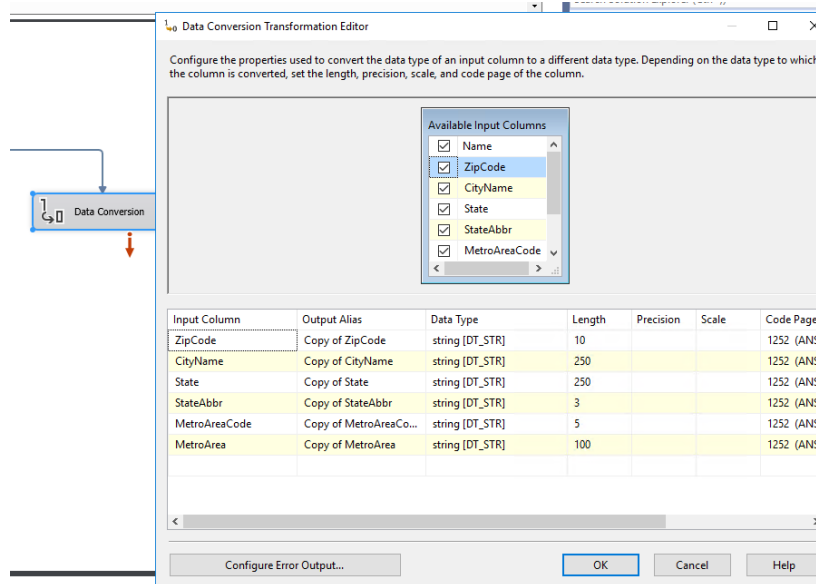 Data Conversion Transformation Editor
Configure the properties used to convert the data type of an input column to a different data type. Depending on the data type to which
the column is converted, set the length, precision, scale, and code page of the column.
Available Input Columns
Name
ZipCode
CityName
State
StateAbbr
MetroAreaCode
Data Conversion
Input Column Output Alias Data Type Length Precision Scale Code Page
ZipCode Copy of ZipCode string [DT_STR] 10 1252 (ANS
CityName Copy of CityName string [DT_STR] 250 1252 (ANS
State Copy of State string [DT_STR] 250 1252 (ANS
StateAbbr Copy of StateAbbr string [DT_STR] 3 1252 (ANS
MetroAreaCode Copy of MetroAreaCo... string [DT_STR] 5 1252 (ANS
MetroArea Copy of MetroArea string [DT_STR] 100 1252 (ANS
Configure Error Output... OK Cancel Help